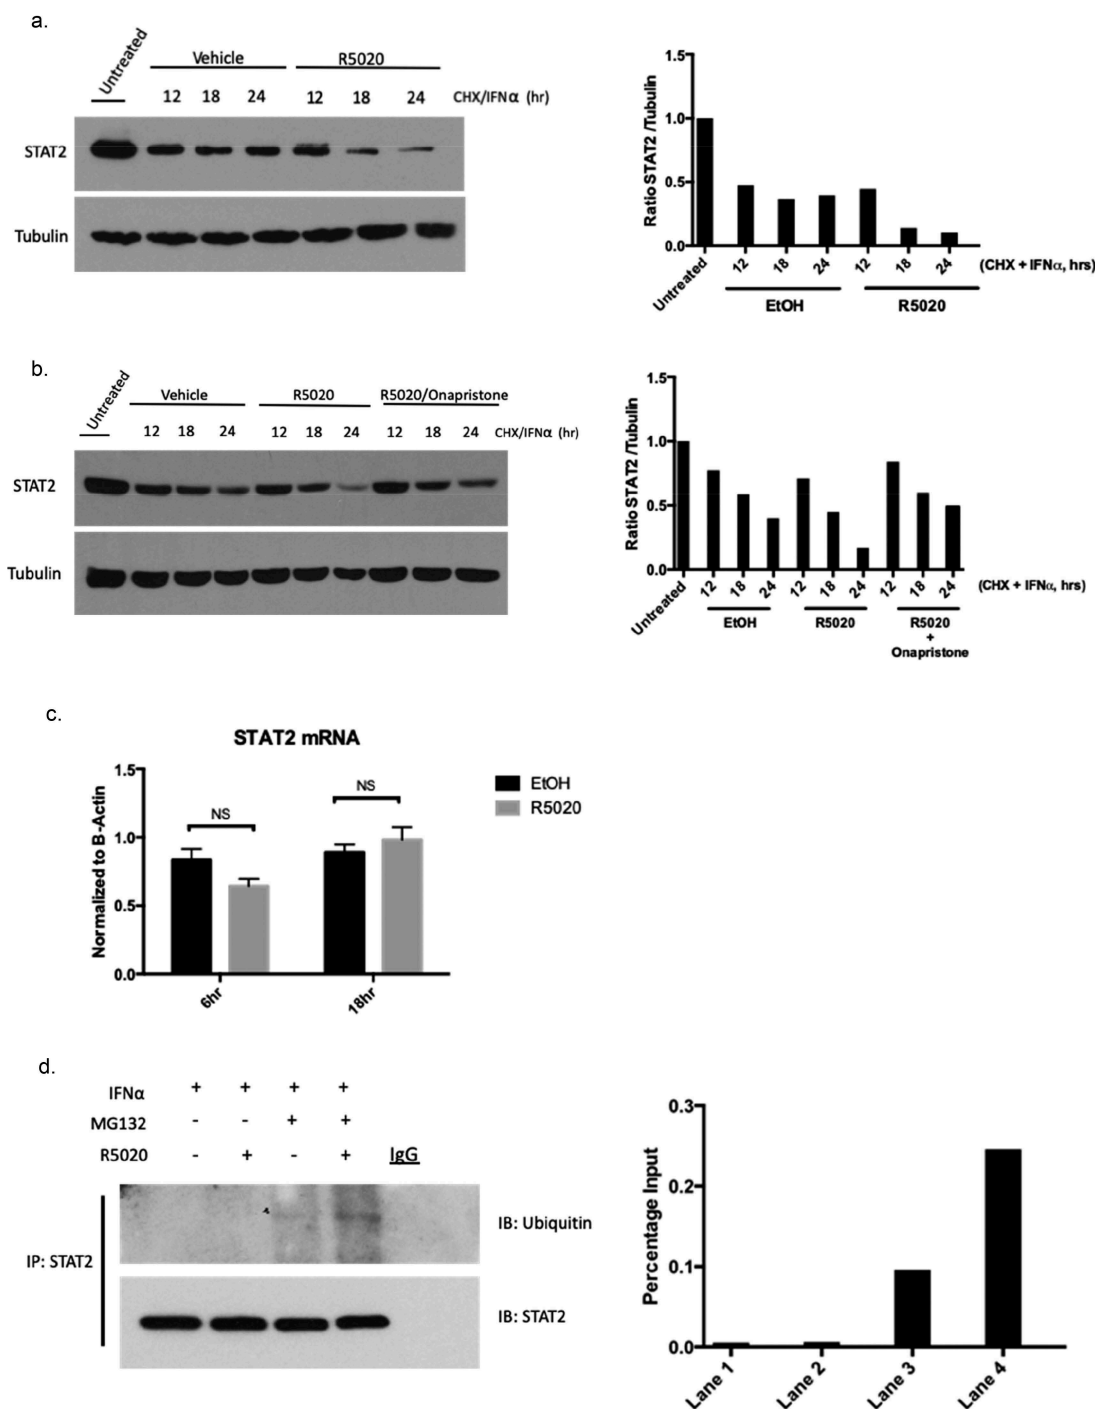 a.
Untreated
Vehicle
R5020
12 18 24 12 18 24 CHX/IFNα (hr)
STAT2
Tubulin
Ratio STAT2 /Tubulin
1.5
1.0
0.5
0.0
Untreated 12 18 24 12 18 24 (CHX + IFNα, hrs)
EtOH R5020
b.
Untreated
Vehicle R5020 R5020/Onapristone
12 18 24 12 18 24 12 18 24 CHX/IFNα (hr)
STAT2
Tubulin
Ratio STAT2 /Tubulin
1.5
1.0
0.5
0.0
Untreated 12 18 24 12 18 24 12 18 24 (CHX + IFNα, hrs)
EtOH R5020 R5020
+
Onapristone
c.
STAT2 mRNA
Normalized to B-Actin
1.5
1.0
0.5
0.0
NS
NS
6hr 18hr
EtOH
R5020
d.
IFNα + + + +
MG132 - - + +
R5020 - + - + IgG
IP: STAT2
IB: Ubiquitin
IB: STAT2
Percentage Input
0.3
0.2
0.1
0.0
Lane 1 Lane 2 Lane 3 Lane 4